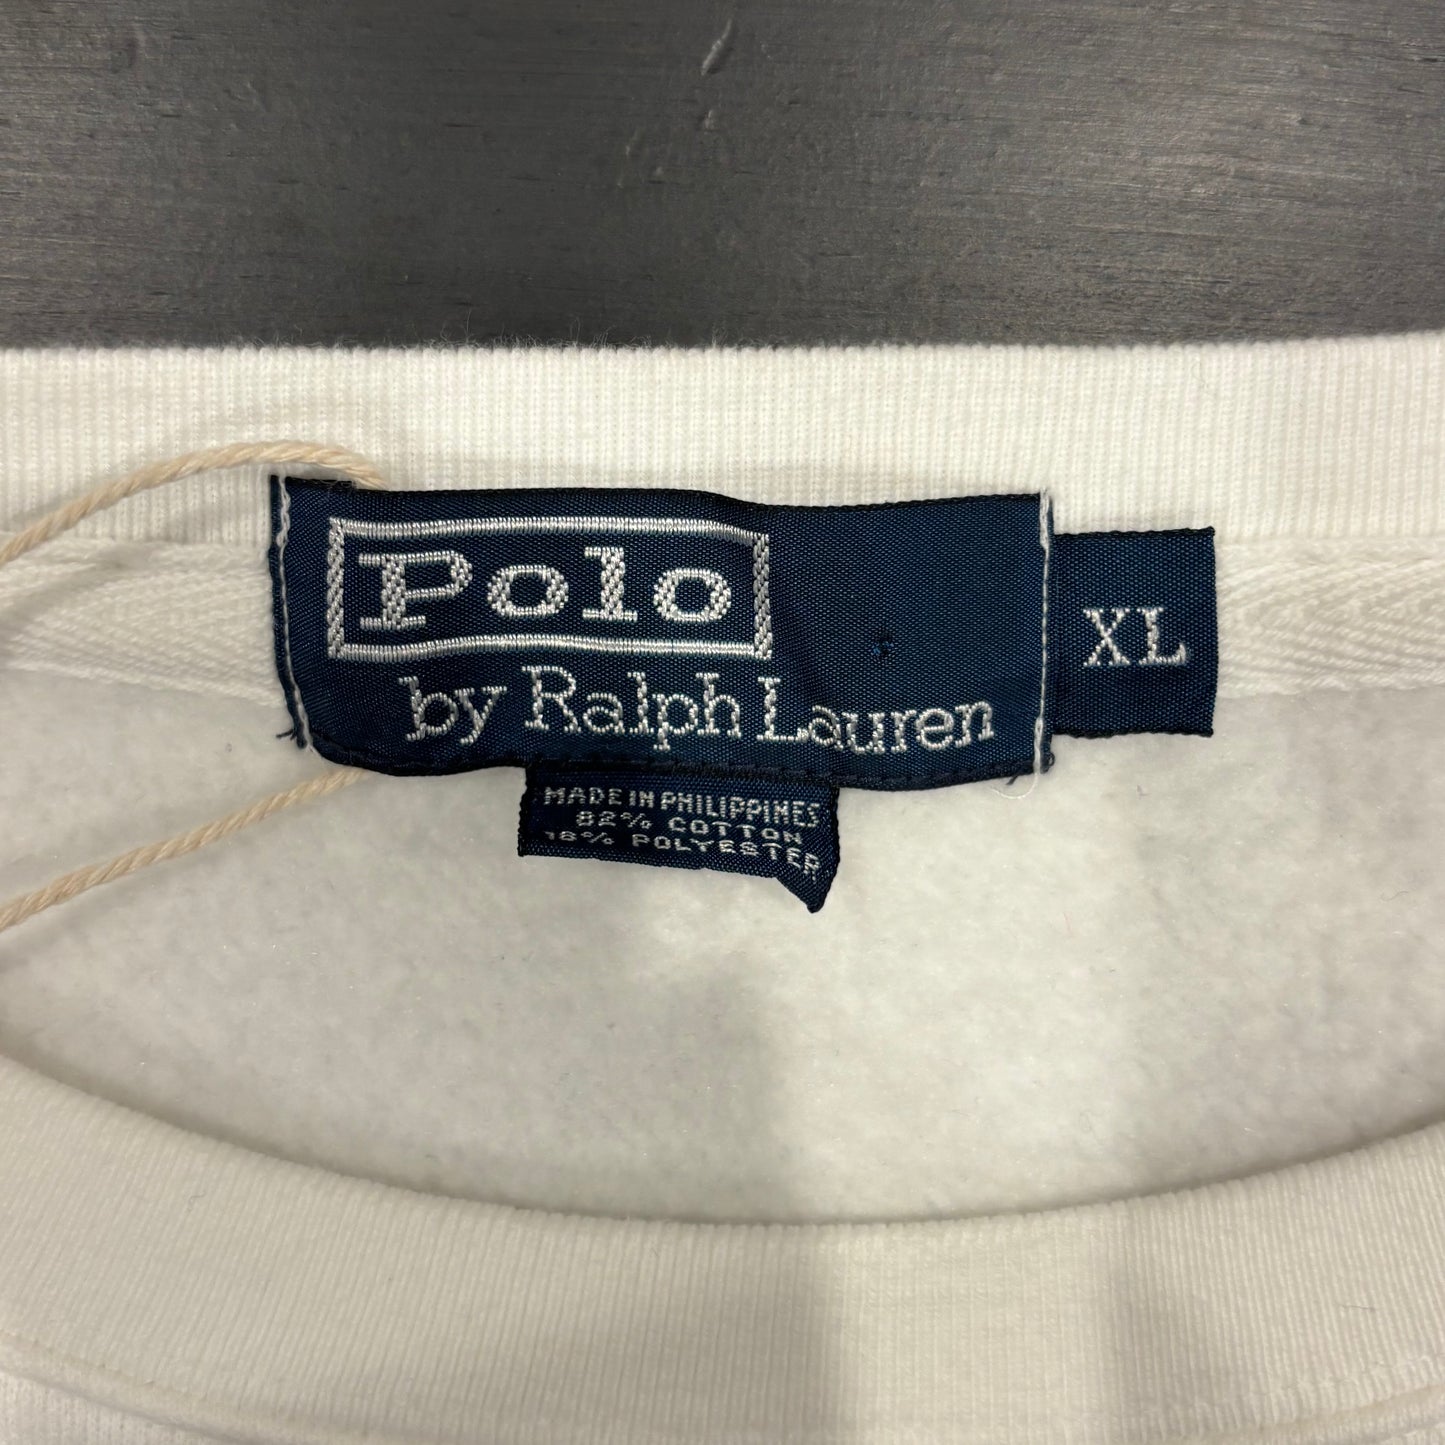 Polo
by Ralph Lauren
XL
MADE IN PHILIPPINES
82% COTTON
18% POLYESTER